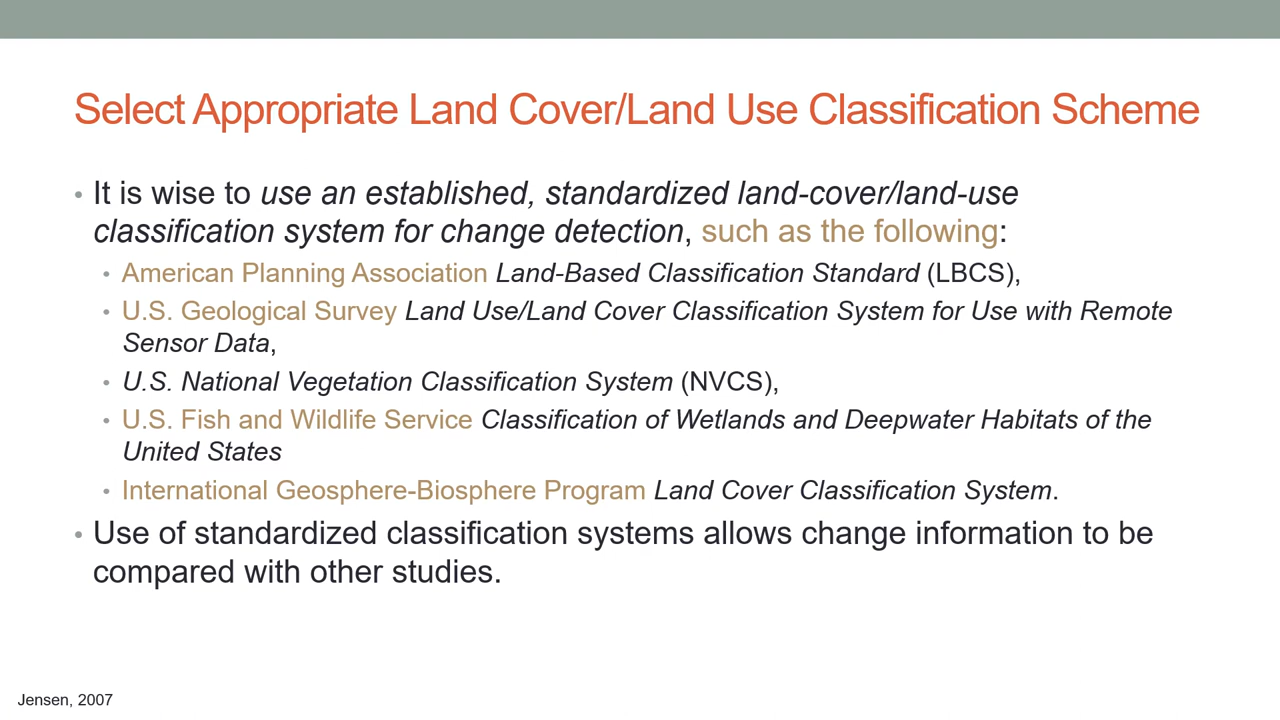 Select Appropriate Land Cover/Land Use Classification Scheme
• It is wise to use an established, standardized land-cover/land-use
classification system for change detection, such as the following:
• American Planning Association Land-Based Classification Standard (LBCS),
• U.S. Geological Survey Land Use/Land Cover Classification System for Use with Remote
Sensor Data,
• U.S. National Vegetation Classification System (NVCS),
• U.S. Fish and Wildlife Service Classification of Wetlands and Deepwater Habitats of the
United States
• International Geosphere-Biosphere Program Land Cover Classification System.
• Use of standardized classification systems allows change information to be
compared with other studies.
Jensen, 2007